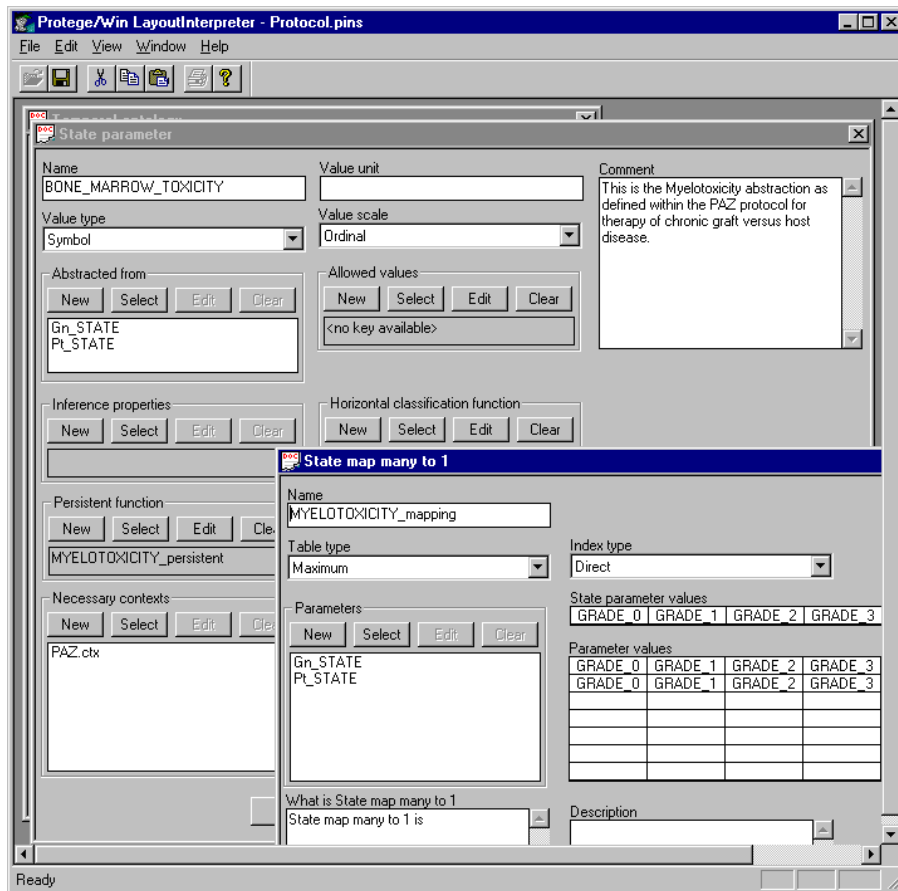 Protege/Win LayoutInterpreter - Protocol.pins
File Edit View Window Help
Temporal ontology
State parameter
Name
BONE_MARROW_TOXICITY
Value unit
Comment
This is the Myelotoxicity abstraction as
defined within the PAZ protocol for
therapy of chronic graft versus host
disease.
Value type
Symbol
Value scale
Ordinal
Abstracted from
New Select Edit Clear
Gn_STATE
Pt_STATE
Allowed values
New Select Edit Clear
<no key available>
Inference properties
New Select Edit Clear
Horizontal classification function
New Select Edit Clear
Persistent function
New Select Edit Cle
MYELOTOXICITY_persistent
Necessary contexts
New Select Edit Cle
PAZ.ctx
State map many to 1
Name
MYELOTOXICITY_mapping
Table type
Maximum
Index type
Direct
Parameters
New Select Edit Clear
Gn_STATE
Pt_STATE
State parameter values
GRADE_0 GRADE_1 GRADE_2 GRADE_3
Parameter values
GRADE_0 GRADE_1 GRADE_2 GRADE_3
GRADE_0 GRADE_1 GRADE_2 GRADE_3
What is State map many to 1
State map many to 1 is
Description
Ready